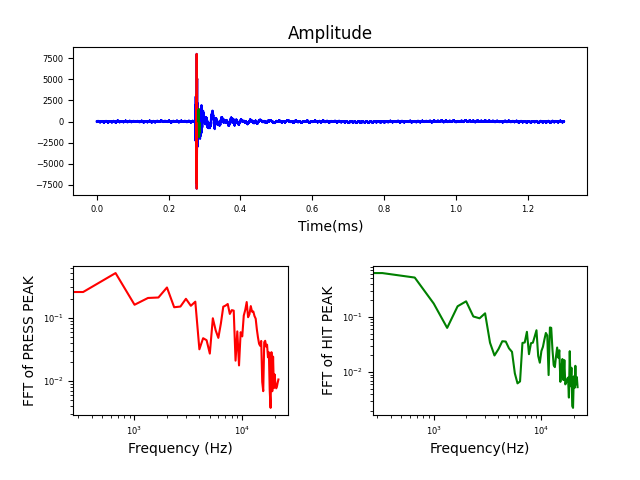 Amplitude
7500
5000
2500
0
−2500
−5000
−7500
0.0 0.2 0.4 0.6 0.8 1.0 1.2
Time(ms)
FFT of PRESS PEAK
10⁻¹
10⁻²
10³ 10⁴
Frequency (Hz)
FFT of HIT PEAK
10⁻¹
10⁻²
10³ 10⁴
Frequency(Hz)